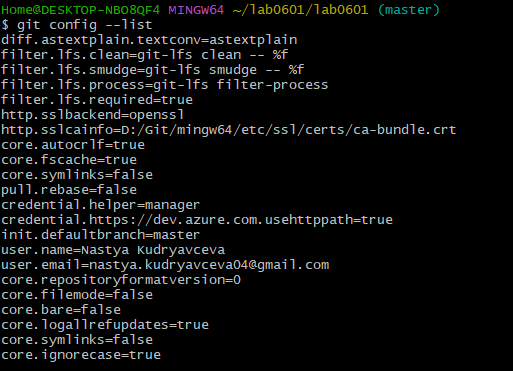 Home@DESKTOP-NBO8QF4 MINGW64 ~/lab0601/lab0601 (master)
$ git config --list
diff.astextplain.textconv=astextplain
filter.lfs.clean=git-lfs clean -- %f
filter.lfs.smudge=git-lfs smudge -- %f
filter.lfs.process=git-lfs filter-process
filter.lfs.required=true
http.sslbackend=openssl
http.sslcainfo=D:/Git/mingw64/etc/ssl/certs/ca-bundle.crt
core.autocrlf=true
core.fscache=true
core.symlinks=false
pull.rebase=false
credential.helper=manager
credential.https://dev.azure.com.usehttppath=true
init.defaultbranch=master
user.name=Nastya Kudryavceva
user.email=nastya.kudryavceva04@gmail.com
core.repositoryformatversion=0
core.filemode=false
core.bare=false
core.logallrefupdates=true
core.symlinks=false
core.ignorecase=true